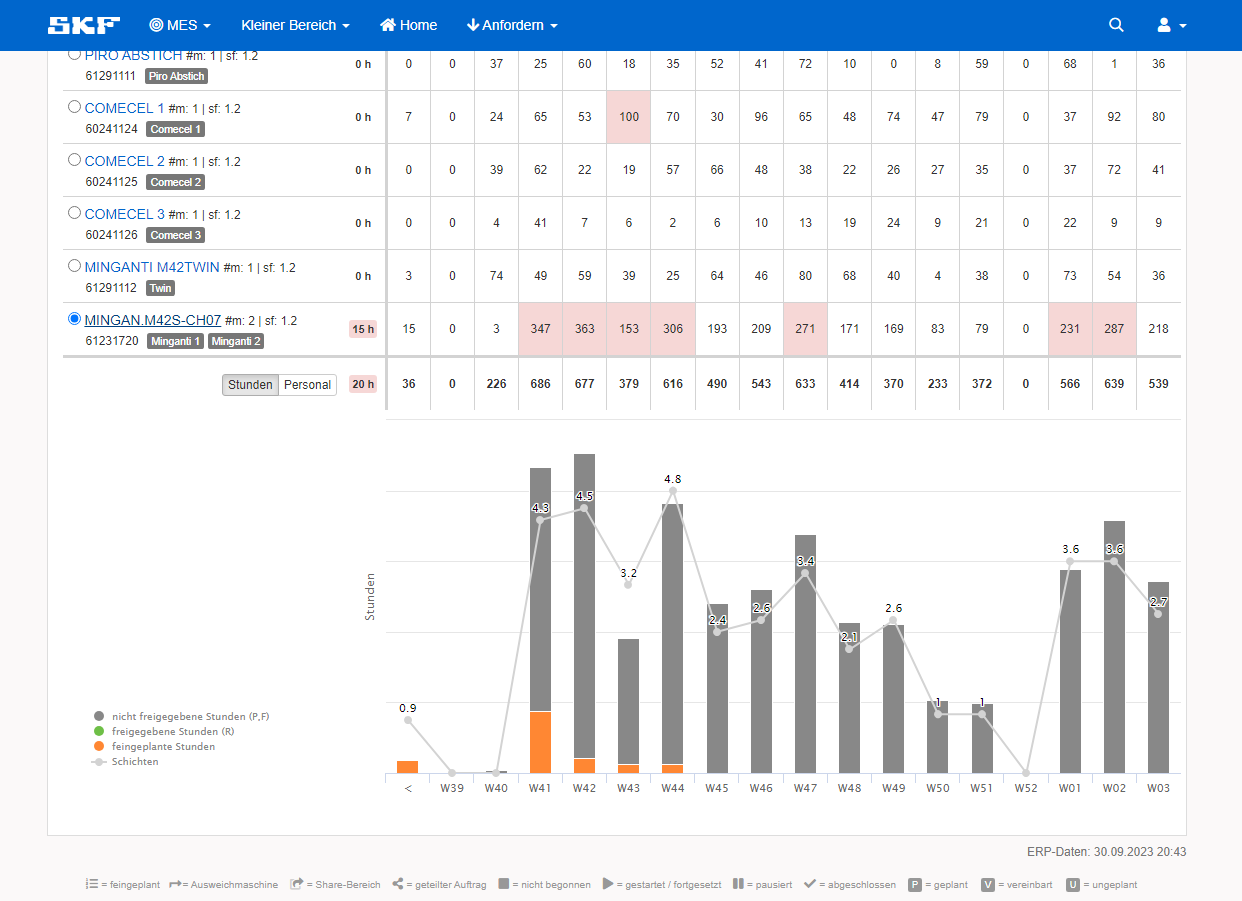 SKF MES Kleiner Bereich Home Anfordern
PIRO ABSTICH #m: 1 | sf: 1.2
61291111 Piro Abstich 0 h 0 0 37 25 60 18 35 52 41 72 10 0 8 59 0 68 1 36
COMECEL 1 #m: 1 | sf: 1.2
60241124 Comecel 1 0 h 7 0 24 65 53 100 70 30 96 65 48 74 47 79 0 37 92 80
COMECEL 2 #m: 1 | sf: 1.2
60241125 Comecel 2 0 h 0 0 39 62 22 19 57 66 48 38 22 26 27 35 0 37 72 41
COMECEL 3 #m: 1 | sf: 1.2
60241126 Comecel 3 0 h 0 0 4 41 7 6 2 6 10 13 19 24 9 21 0 22 9 9
MINGANTI M42TWIN #m: 1 | sf: 1.2
61291112 Twin 0 h 3 0 74 49 59 39 25 64 46 80 68 40 4 38 0 73 54 36
MINGAN.M42S-CH07 #m: 2 | sf: 1.2
61231720 Minganti 1 Minganti 2 15 h 15 0 3 347 363 153 306 193 209 271 171 169 83 79 0 231 287 218
Stunden Personal 20 h 36 0 226 686 677 379 616 490 543 633 414 370 233 372 0 566 639 539
Stunden
0.9 4.3 4.5 3.2 4.8 2.4 2.6 3.4 2.1 2.6 1 1 3.6 3.6 2.7
nicht freigegebene Stunden (P,F)
freigegebene Stunden (R)
feingeplante Stunden
Schichten
< W39 W40 W41 W42 W43 W44 W45 W46 W47 W48 W49 W50 W51 W52 W01 W02 W03
ERP-Daten: 30.09.2023 20:43
= feingeplant = Ausweichmaschine = Share-Bereich = geteilter Auftrag = nicht begonnen = gestartet / fortgesetzt = pausiert = abgeschlossen P = geplant V = vereinbart U = ungeplant